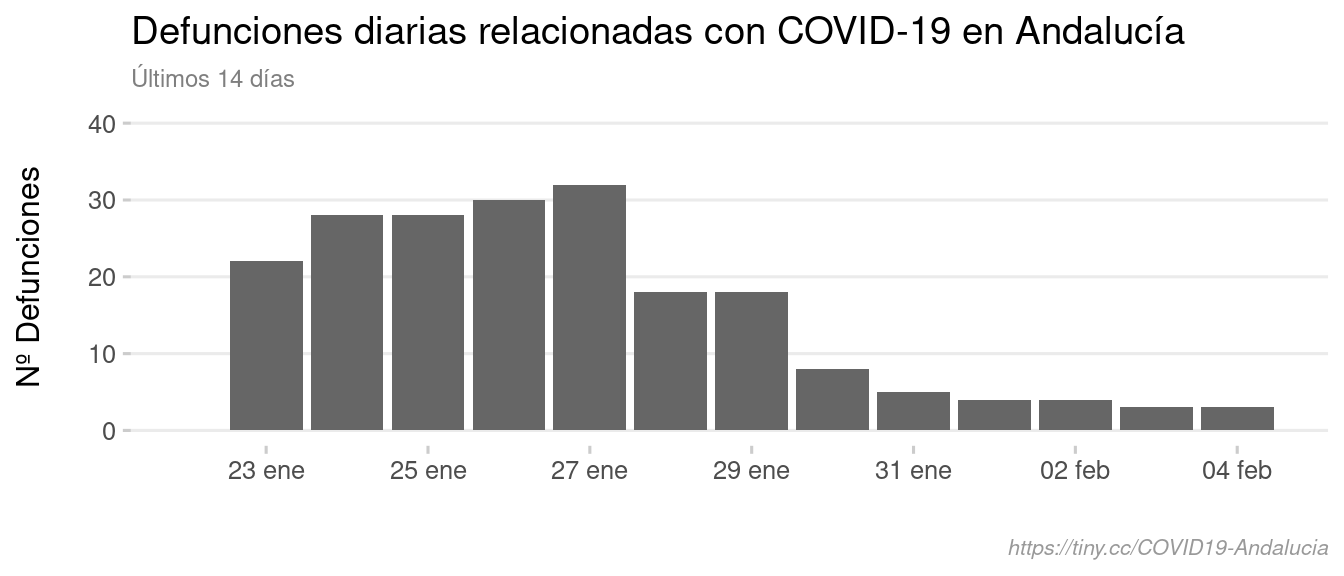 Defunciones diarias relacionadas con COVID-19 en Andalucía
Últimos 14 días
Nº Defunciones
40
30
20
10
0
23 ene 25 ene 27 ene 29 ene 31 ene 02 feb 04 feb
https://tiny.cc/COVID19-Andalucia